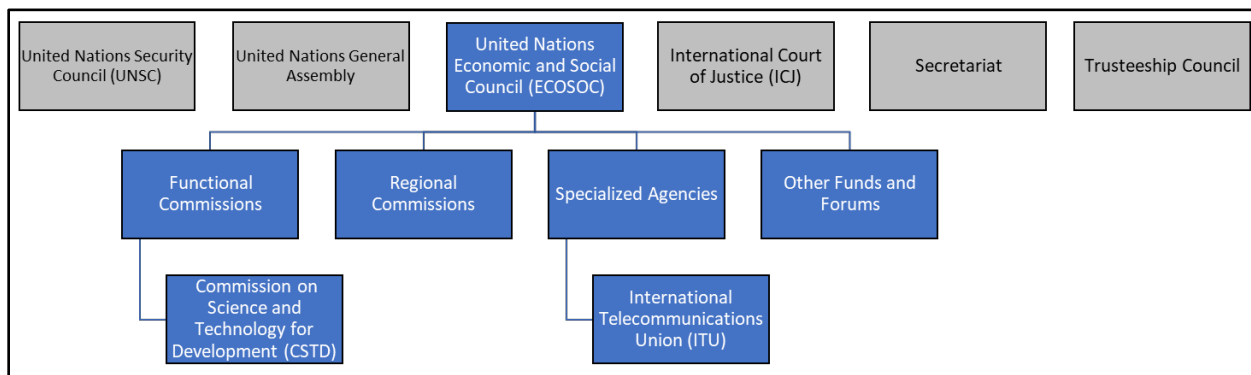 United Nations Security
Council (UNSC)
United Nations General
Assembly
United Nations
Economic and Social
Council (ECOSOC)
International Court
of Justice (ICJ)
Secretariat
Trusteeship Council
Functional
Commissions
Regional
Commissions
Specialized Agencies
Other Funds and
Forums
Commission on
Science and
Technology for
Development (CSTD)
International
Telecommunications
Union (ITU)